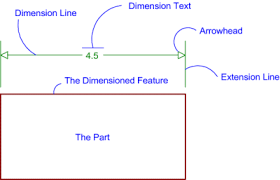 Dimension Text
Dimension Line
Arrowhead
4.5
The Dimensioned Feature
Extension Line
The Part